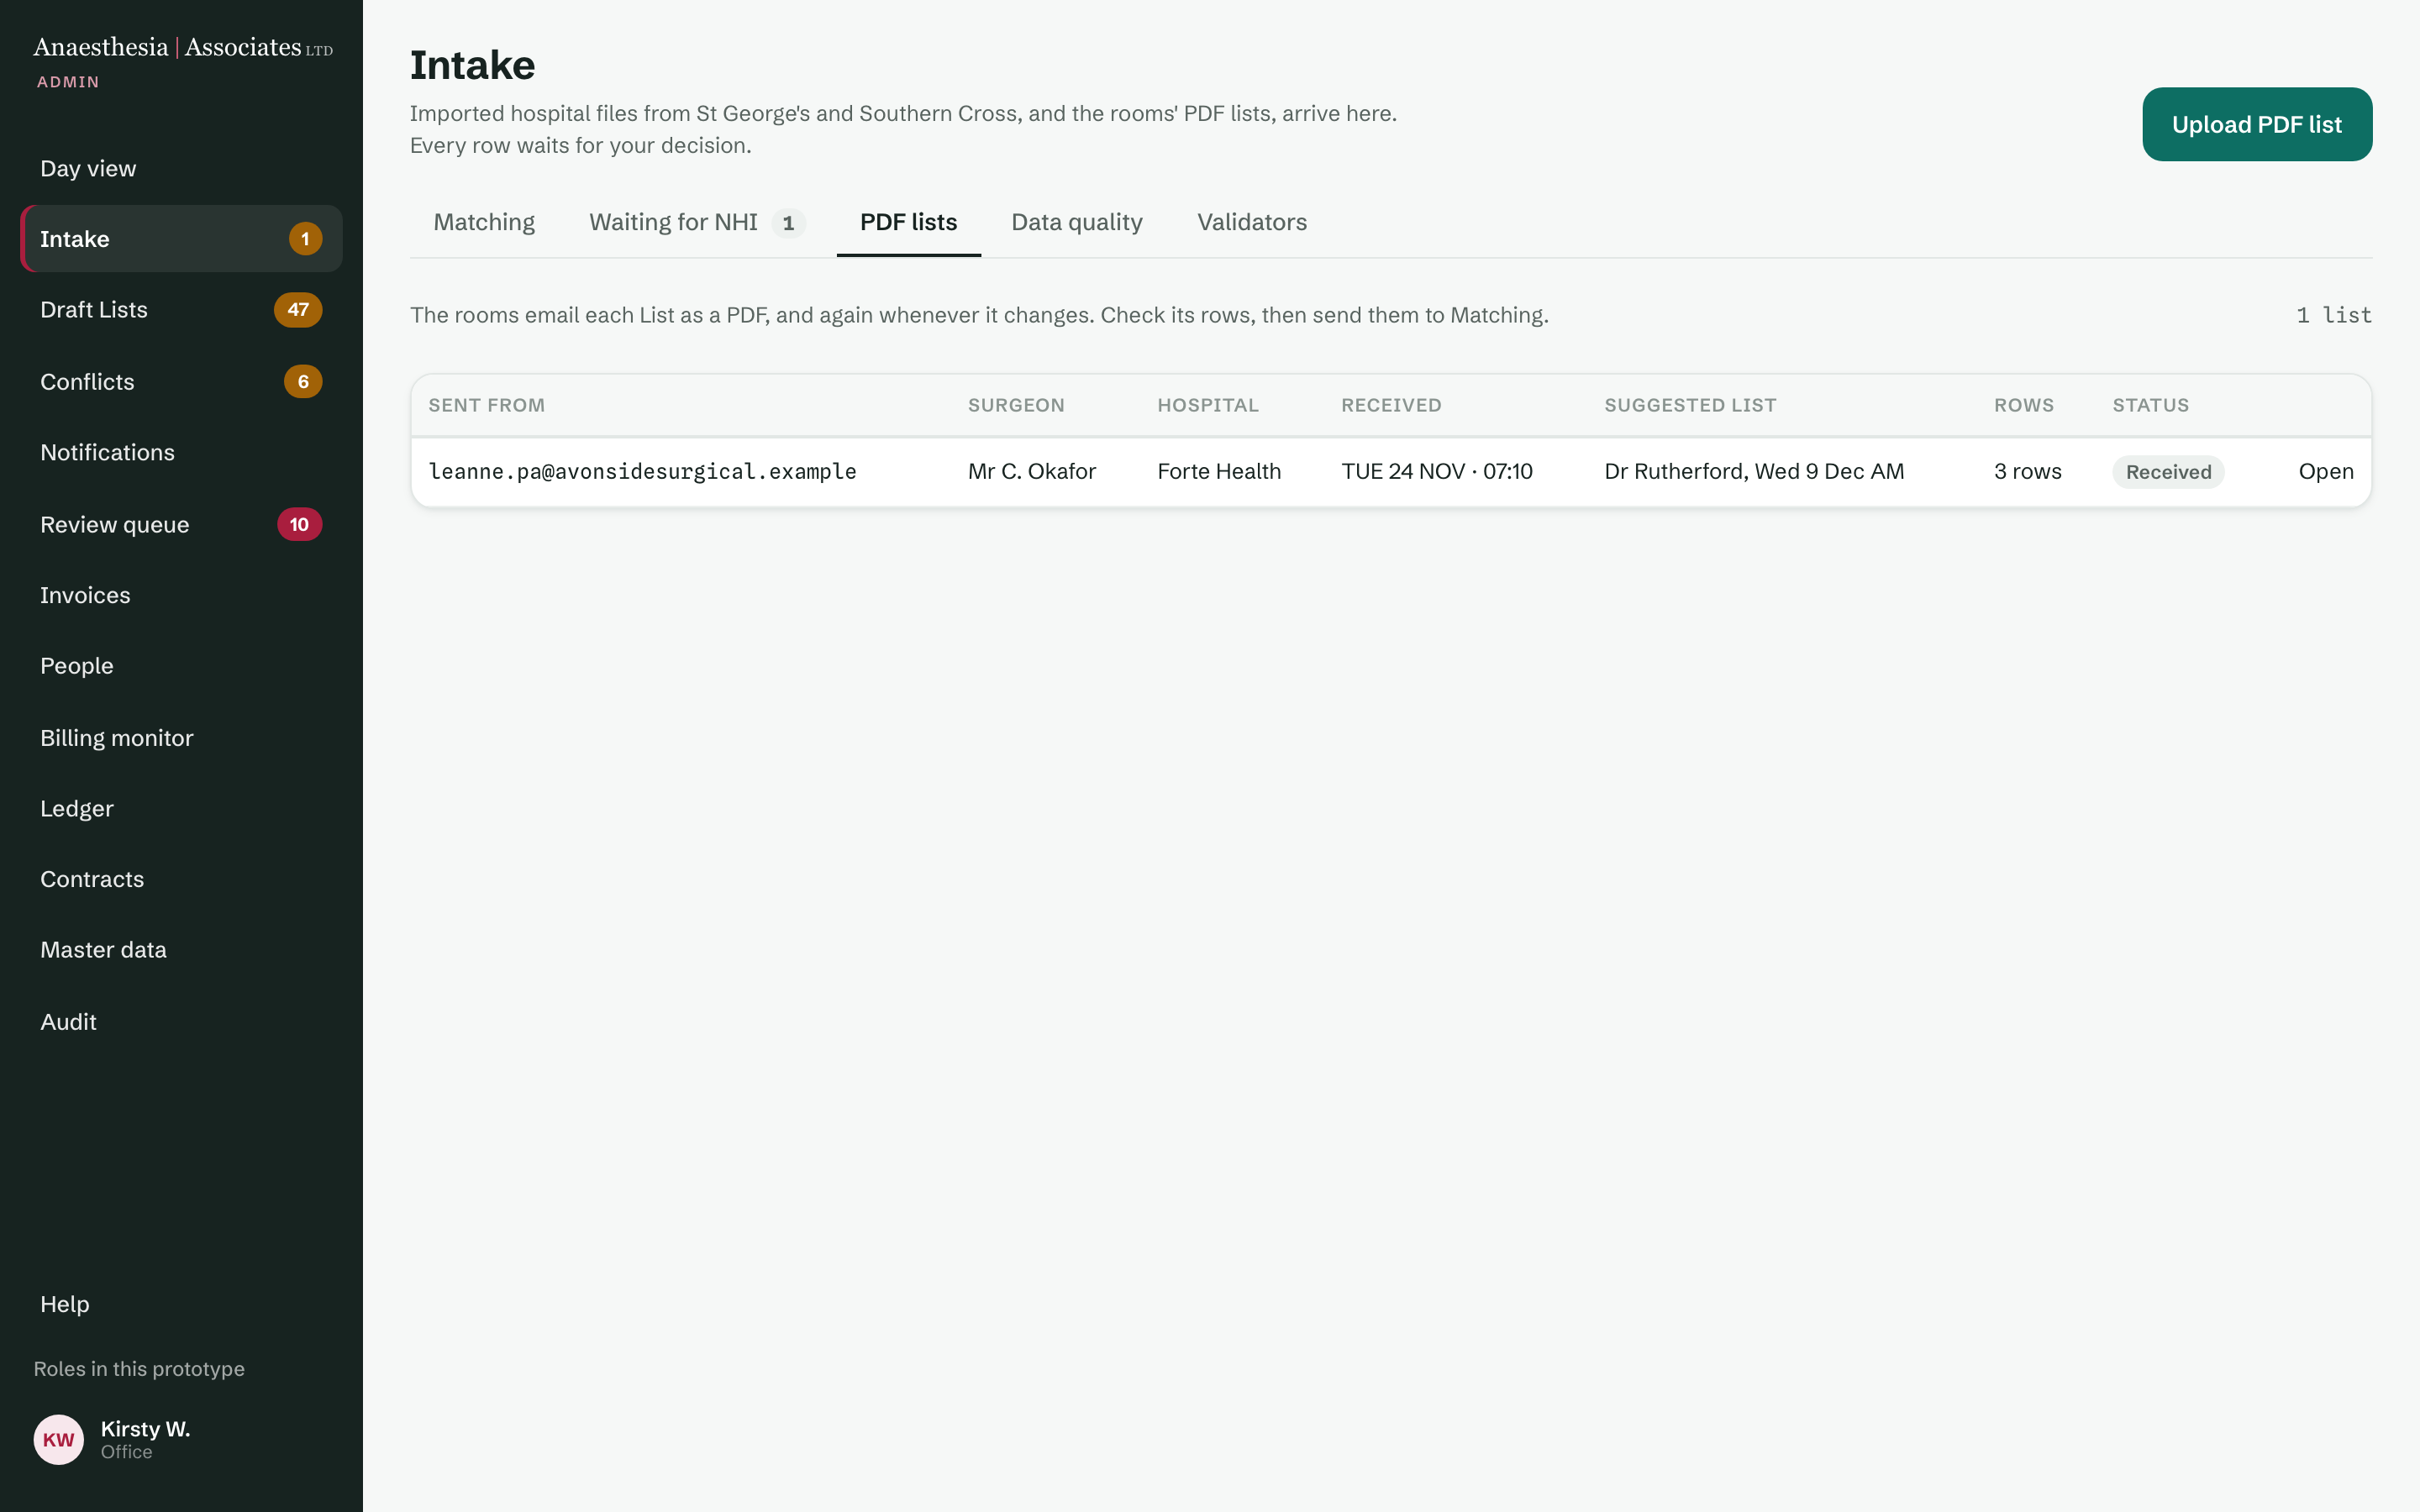 Anaesthesia | Associates LTD
ADMIN
Day view
Intake 1
Draft Lists 47
Conflicts 6
Notifications
Review queue 10
Invoices
People
Billing monitor
Ledger
Contracts
Master data
Audit
Help
Roles in this prototype
KW Kirsty W.
Office
Intake
Imported hospital files from St George's and Southern Cross, and the rooms' PDF lists, arrive here.
Every row waits for your decision.
Upload PDF list
Matching Waiting for NHI 1 PDF lists Data quality Validators
The rooms email each List as a PDF, and again whenever it changes. Check its rows, then send them to Matching. 1 list
SENT FROM SURGEON HOSPITAL RECEIVED SUGGESTED LIST ROWS STATUS
leanne.pa@avonsidesurgical.example Mr C. Okafor Forte Health TUE 24 NOV · 07:10 Dr Rutherford, Wed 9 Dec AM 3 rows Received Open